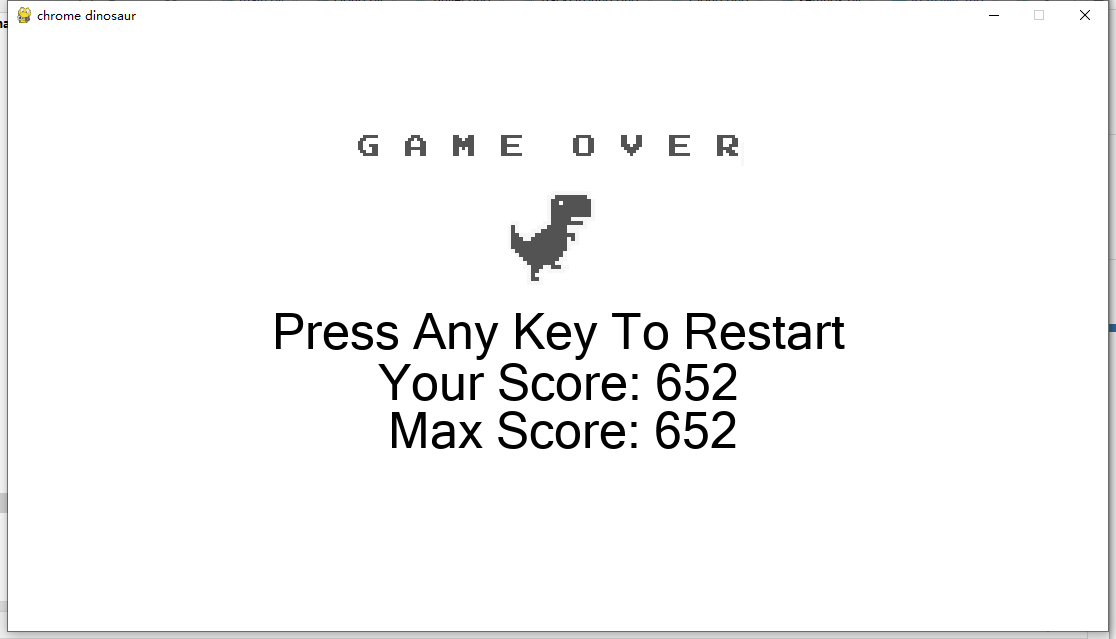 chrome dinosaur
GAME OVER
Press Any Key To Restart
Your Score: 652
Max Score: 652